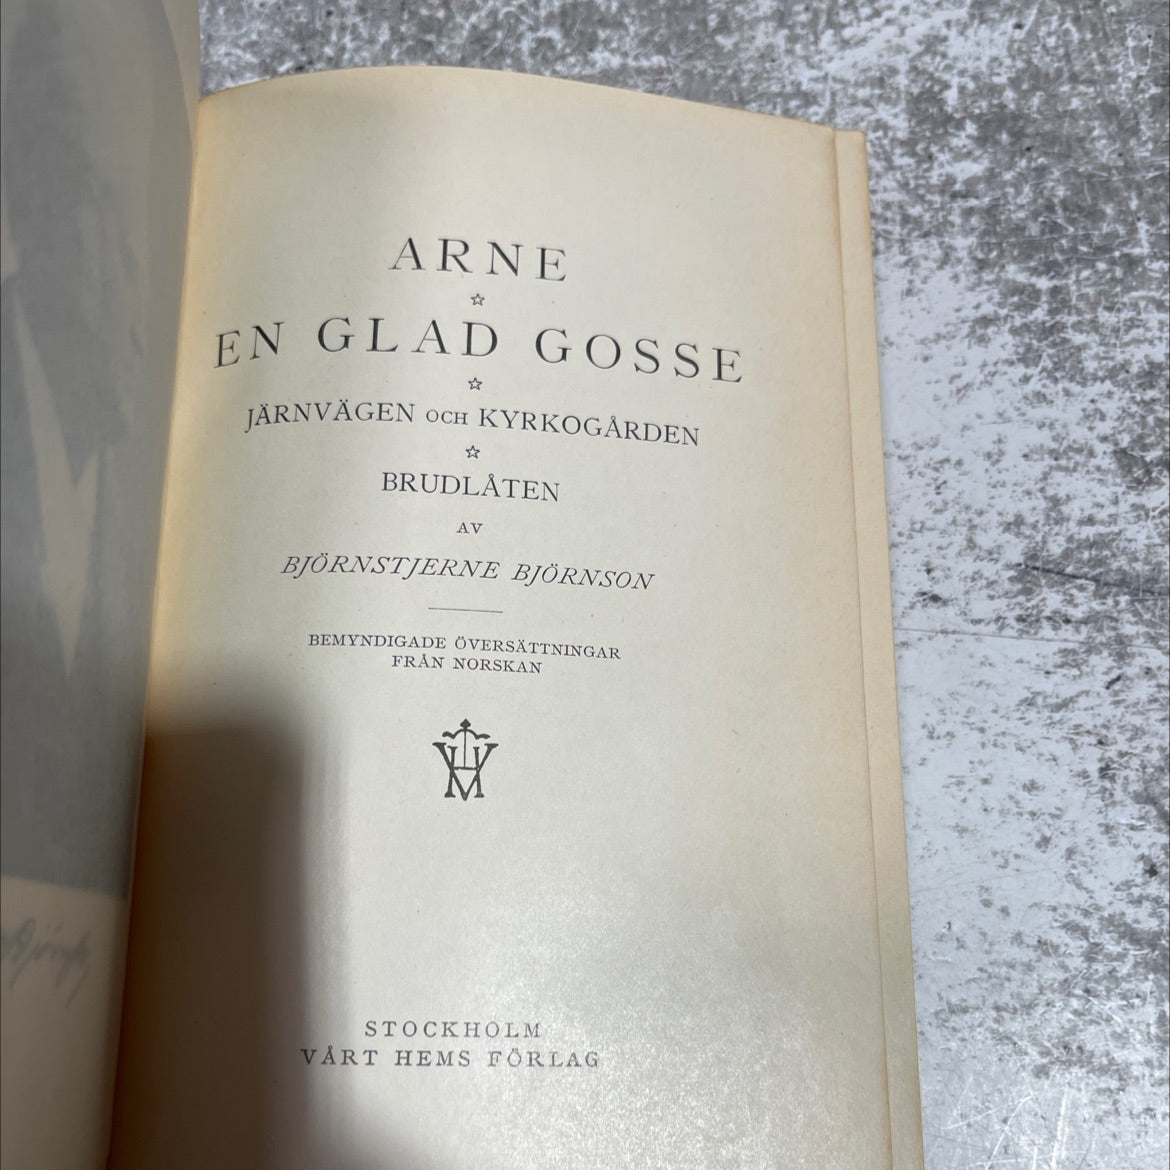 ARNE
EN GLAD GOSSE
JÄRNVÄGEN OCH KYRKOGÅRDEN
BRUDLÅTEN
AV
BJÖRNSTJERNE BJÖRNSON
BEMYNDIGADE ÖVERSÄTTNINGAR
FRÅN NORSKAN
STOCKHOLM
VÅRT HEMS FÖRLAG